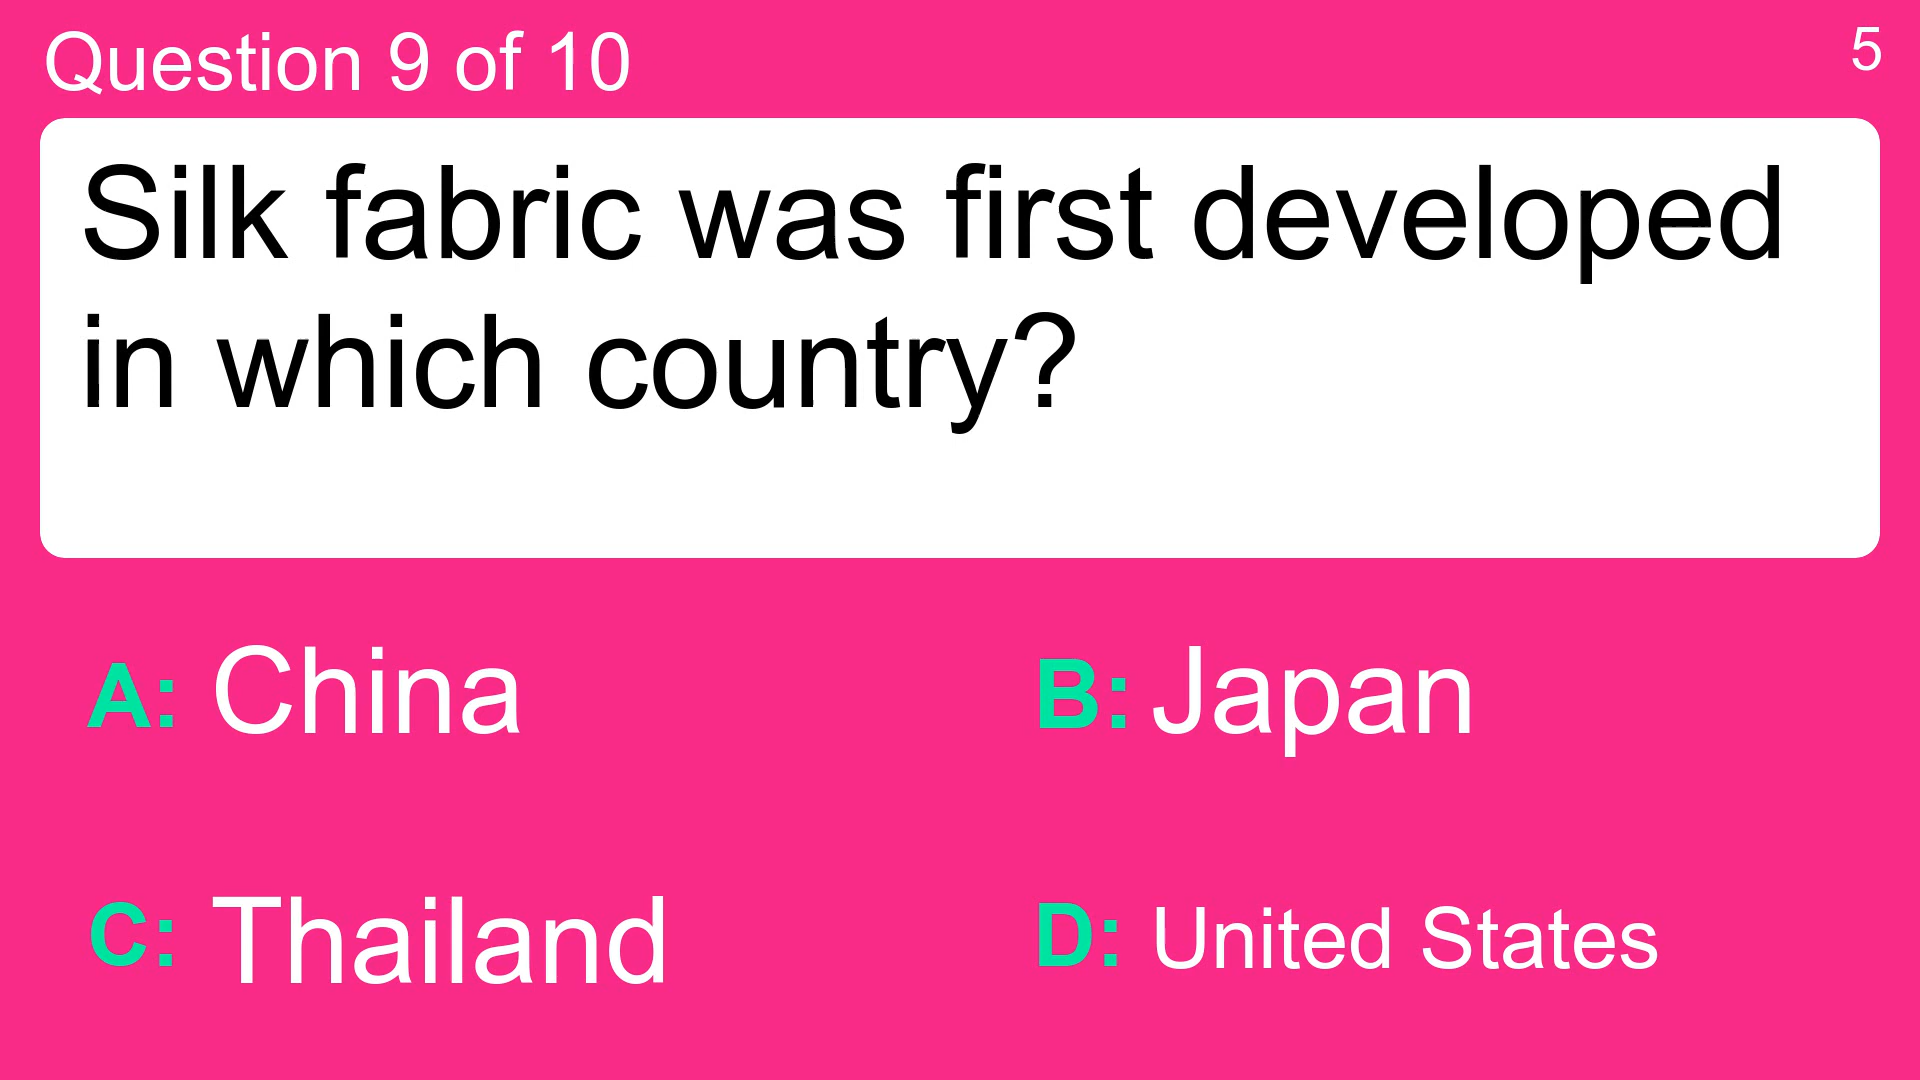 Question 9 of 10
5
Silk fabric was first developed
in which country?
A: China
B: Japan
C: Thailand
D: United States